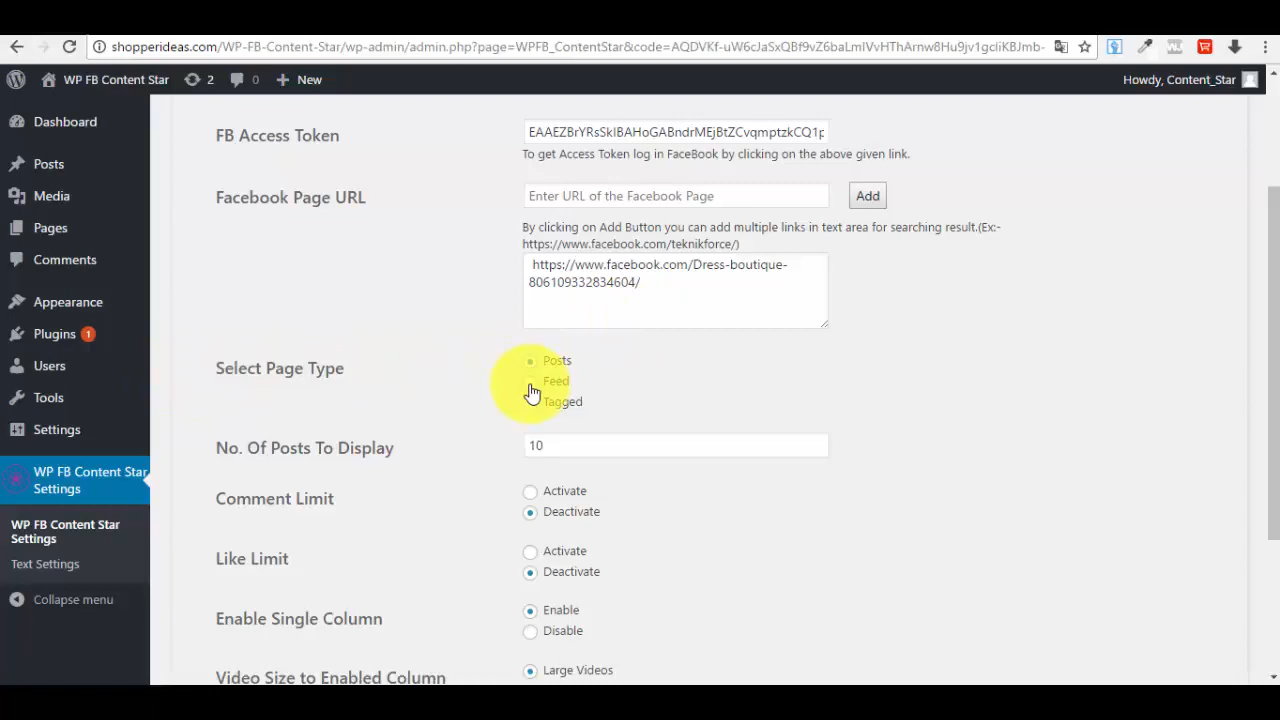 shopperideas.com/WP-FB-Content-Star/wp-admin/admin.php?page=WPFB_ContentStar&code=AQDVKf-uW6cJaSxQBf9vZ6baLmIVvHThArnw8Hu9jv1gcliKBJmb-
WP FB Content Star 2 0 New Howdy, Content_Star
Dashboard
Posts
Media
Pages
Comments
Appearance
Plugins 1
Users
Tools
Settings
WP FB Content Star
Settings
WP FB Content Star
Settings
Text Settings
Collapse menu
FB Access Token
EAAEZBrYRsSkIBAHoGABndrMEjBtZCvqmptzkCQ1p
To get Access Token log in FaceBook by clicking on the above given link.
Facebook Page URL
Enter URL of the Facebook Page Add
By clicking on Add Button you can add multiple links in text area for searching result.(Ex:-
https://www.facebook.com/teknikforce/)
https://www.facebook.com/Dress-boutique-
806109332834604/
Select Page Type
Posts
Feed
Tagged
No. Of Posts To Display
10
Comment Limit
Activate
Deactivate
Like Limit
Activate
Deactivate
Enable Single Column
Enable
Disable
Video Size to Enabled Column
Large Videos